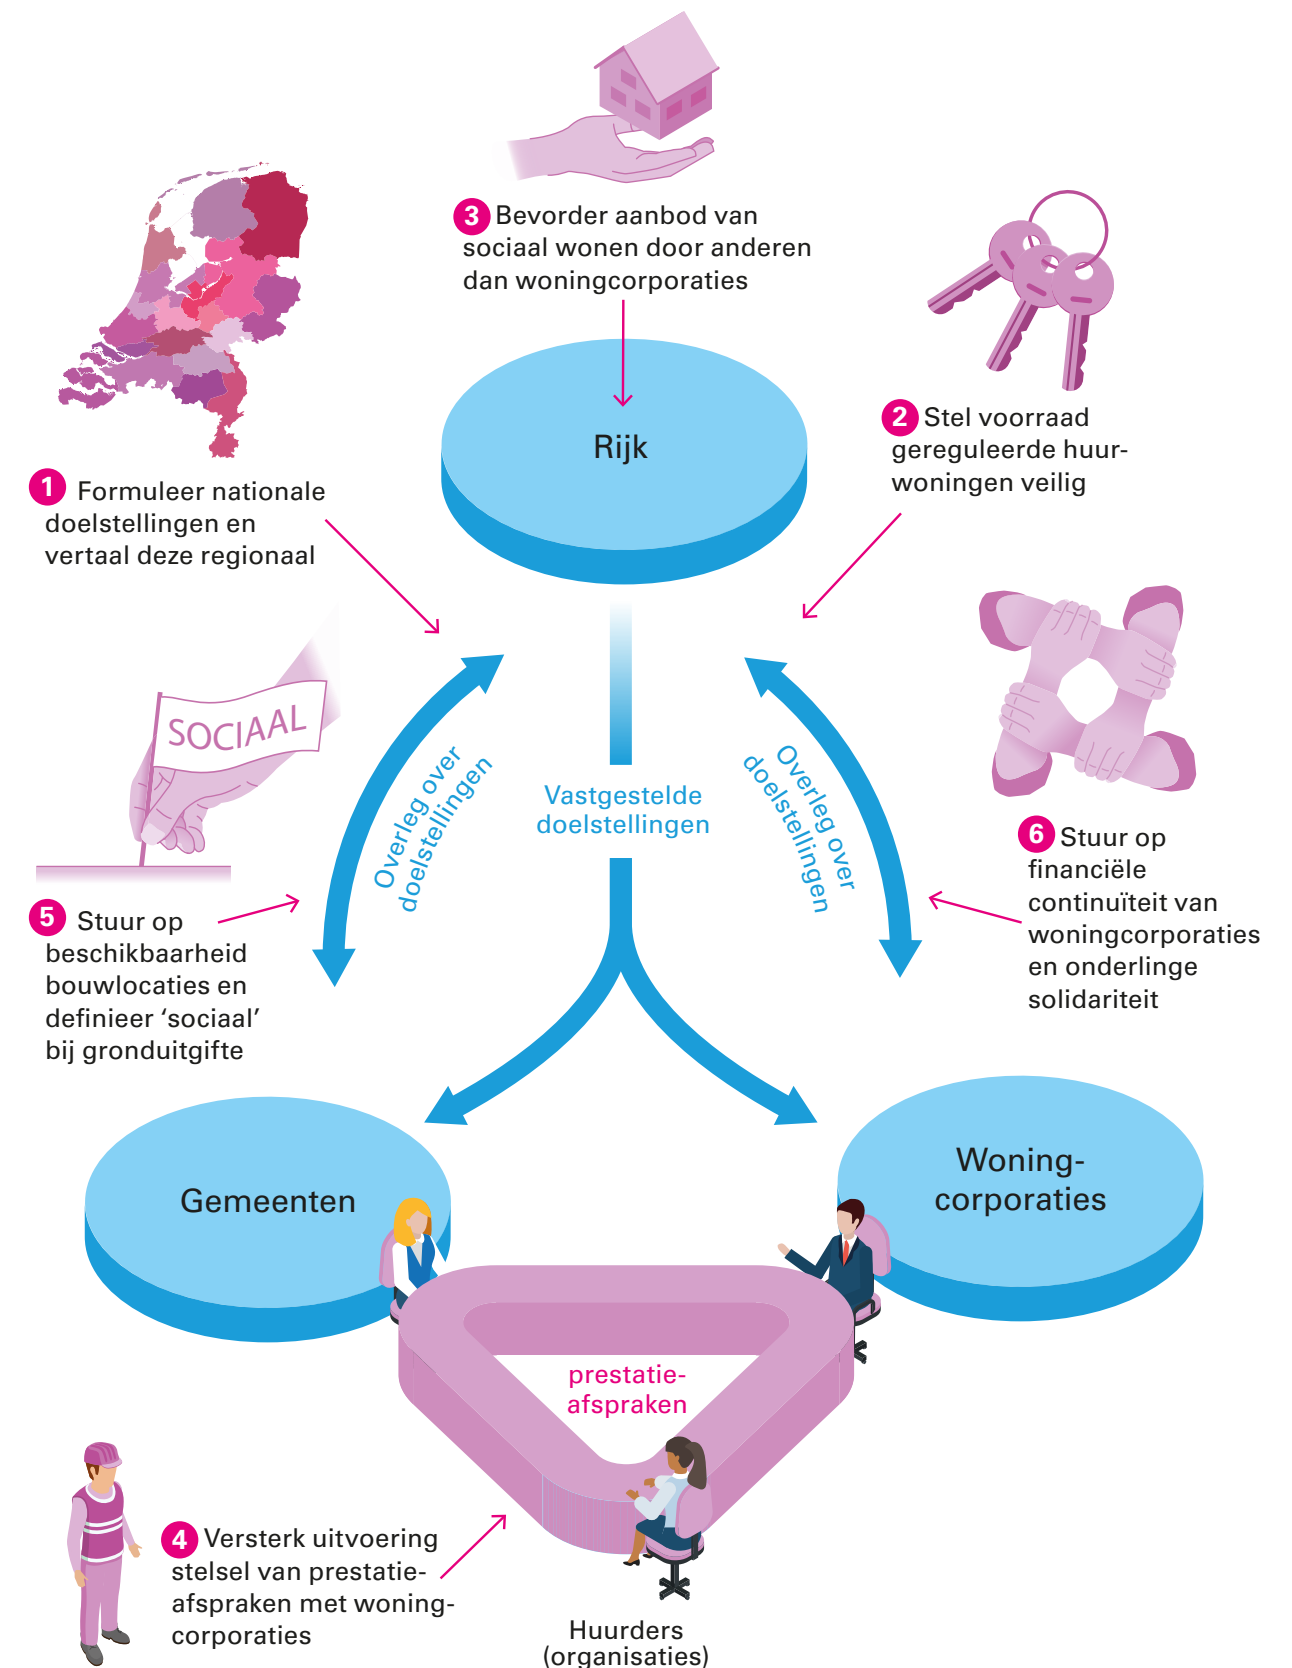 3 Bevorder aanbod van
sociaal wonen door anderen
dan woningcorporaties
2 Stel voorraad
gereguleerde huur-
woningen veilig
Rijk
1 Formuleer nationale
doelstellingen en
vertaal deze regionaal
SOCIAAL
Overleg over
doelstellingen
Vastgestelde
doelstellingen
Overleg over
doelstellingen
6 Stuur op
financiële
continuïteit van
woningcorporaties
en onderlinge
solidariteit
5 Stuur op
beschikbaarheid
bouwlocaties en
definieer ‘sociaal’
bij gronduitgifte
Gemeenten
Woning-
corporaties
prestatie-
afspraken
4 Versterk uitvoering
stelsel van prestatie-
afspraken met woning-
corporaties
Huurders
(organisaties)